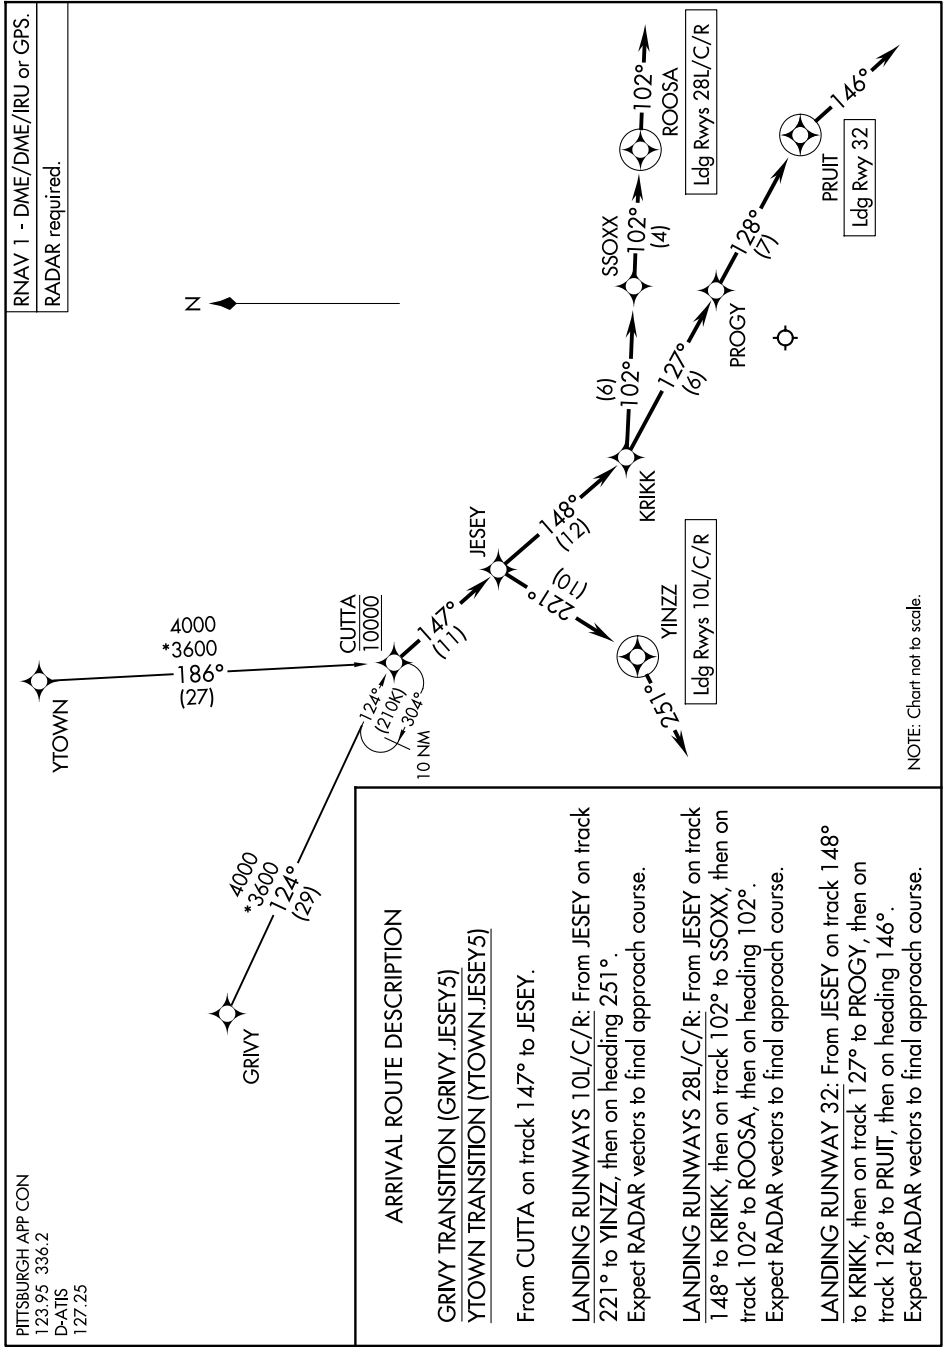 PITTSBURGH APP CON
123.95 336.2
D-ATIS
127.25
RNAV 1 - DME/DME/IRU or GPS.
RADAR required.
N
YTOWN
4000
*3600
186°
(27)
GRIVY
4000
*3600
124°
(29)
CUTTA
10000
124°
(210K)
304°
10 NM
147°
(11)
JESEY
148°
(12)
221°
(10)
YINZZ
Ldg Rwys 10L/C/R
251°
KRIKK
(6)
102°
SSOXX
102°
(4)
ROOSA
Ldg Rwys 28L/C/R
102°
127°
(6)
PROGY
128°
(7)
PRUIT
Ldg Rwy 32
146°
NOTE: Chart not to scale.
ARRIVAL ROUTE DESCRIPTION
GRIVY TRANSITION (GRIVY.JESEY5)
YTOWN TRANSITION (YTOWN.JESEY5)
From CUTTA on track 147° to JESEY.
LANDING RUNWAYS 10L/C/R: From JESEY on track
221° to YINZZ, then on heading 251°.
Expect RADAR vectors to final approach course.
LANDING RUNWAYS 28L/C/R: From JESEY on track
148° to KRIKK, then on track 102° to SSOXX, then on
track 102° to ROOSA, then on heading 102°.
Expect RADAR vectors to final approach course.
LANDING RUNWAY 32: From JESEY on track 148°
to KRIKK, then on track 127° to PROGY, then on
track 128° to PRUIT, then on heading 146°.
Expect RADAR vectors to final approach course.